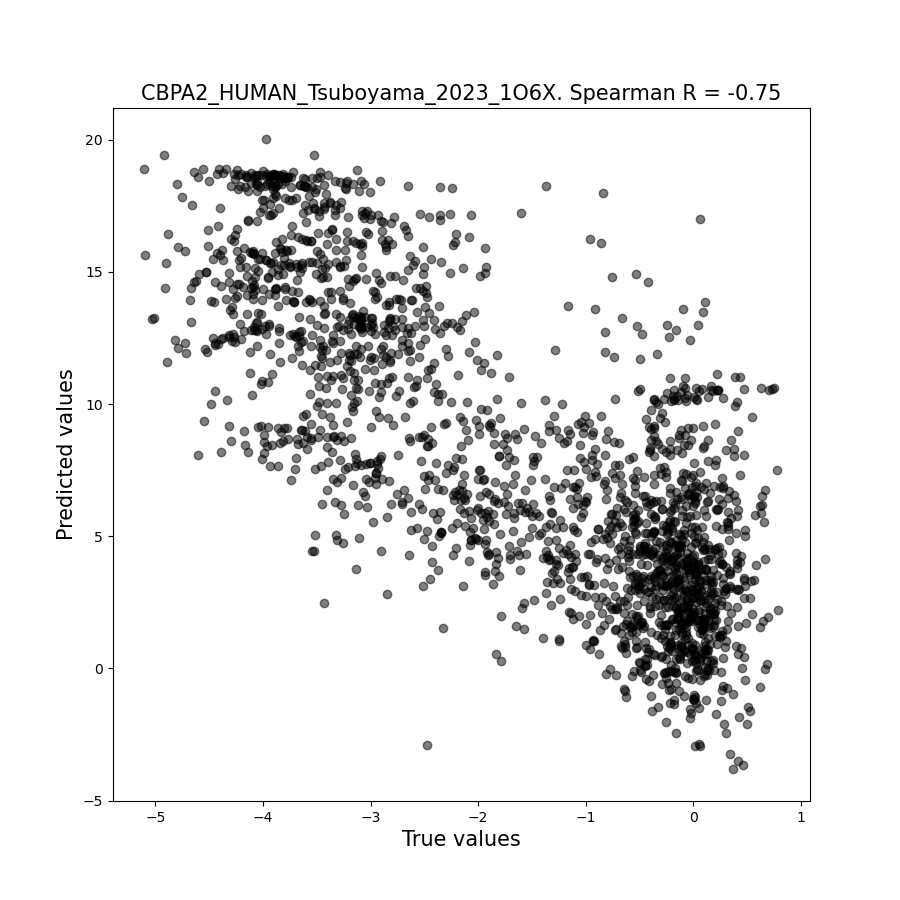 CBPA2_HUMAN_Tsuboyama_2023_1O6X. Spearman R = -0.75
20
15
10
5
0
−5
Predicted values
−5 −4 −3 −2 −1 0 1
True values